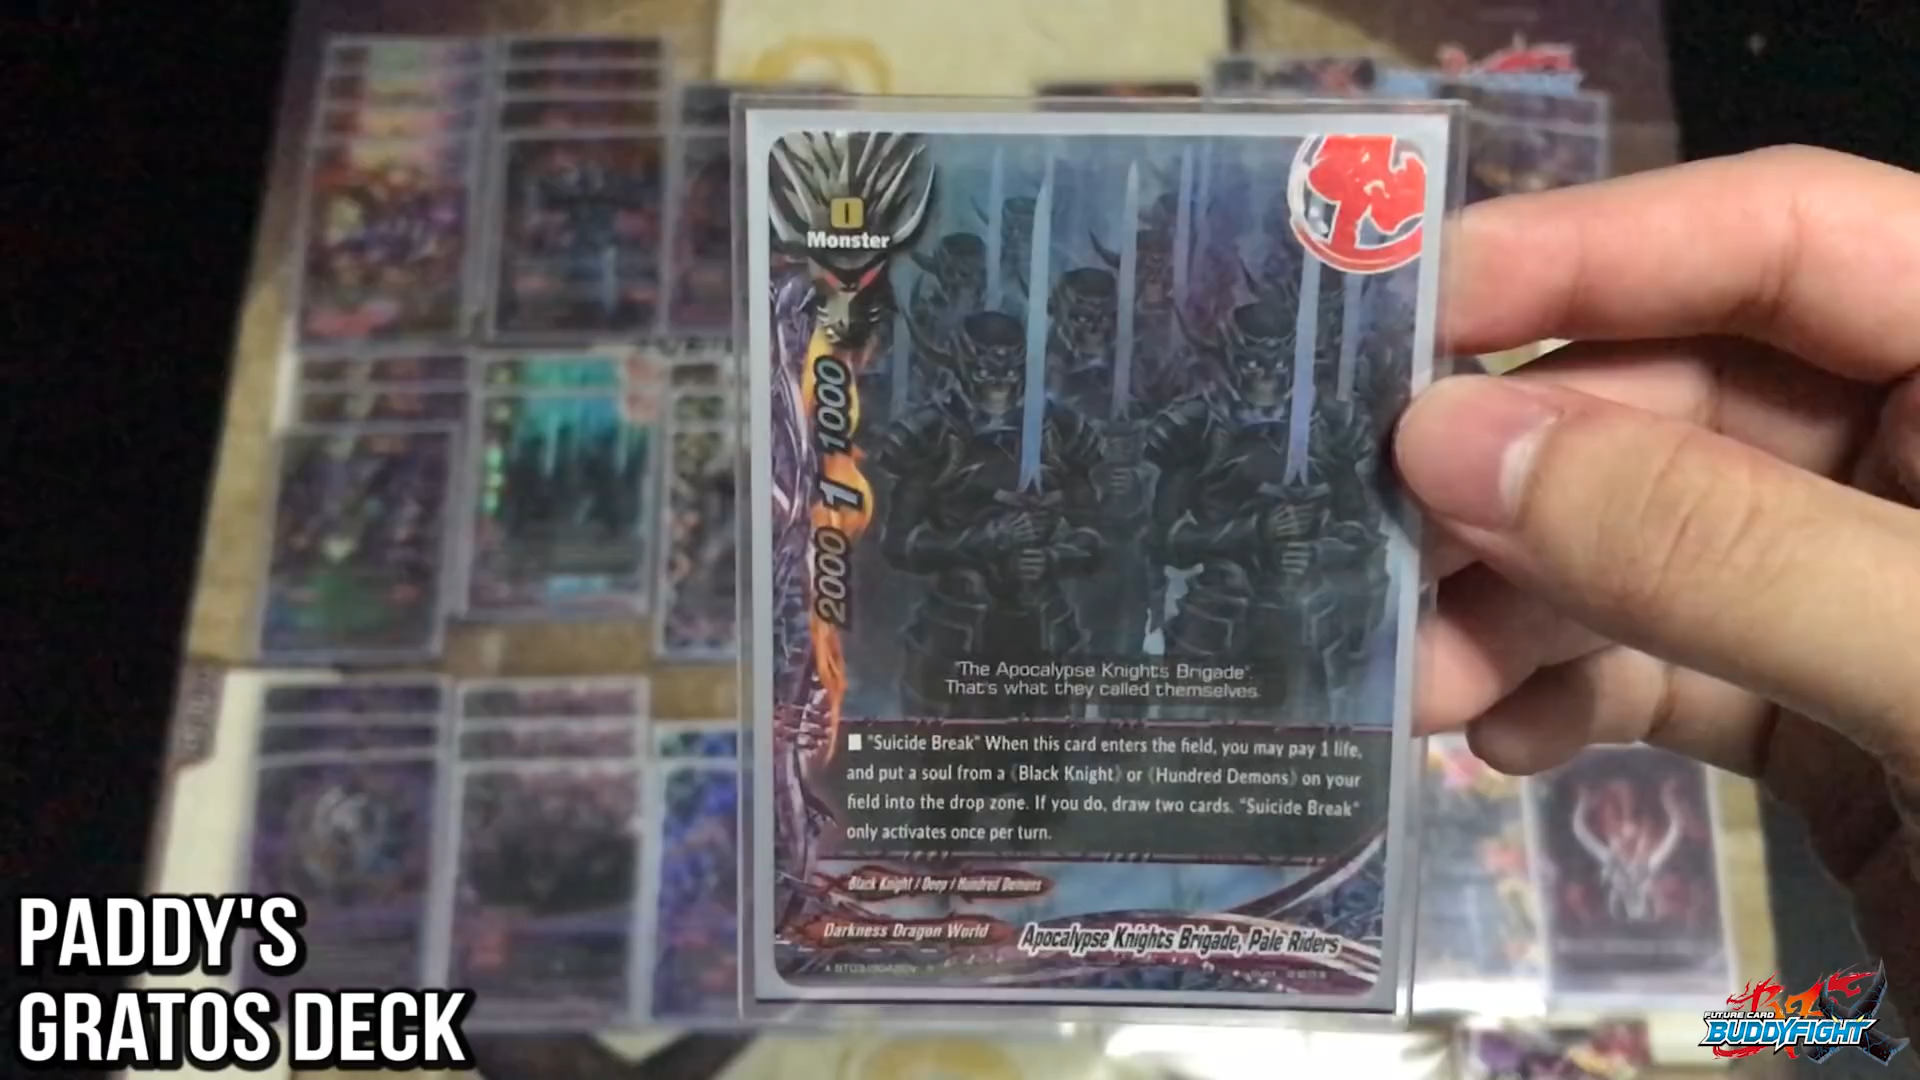 0
Monster
1000
1
2000
"The Apocalypse Knights Brigade".
That's what they called themselves.
"Suicide Break" When this card enters the field, you may pay 1 life,
and put a soul from a《Black Knight》or《Hundred Demons》on your
field into the drop zone. If you do, draw two cards. "Suicide Break"
only activates once per turn.
Black Knight / Deep / Hundred Demons
Darkness Dragon World
Apocalypse Knights Brigade, Pale Riders
PADDY'S
GRATOS DECK
FUTURE CARD
BUDDYFIGHT